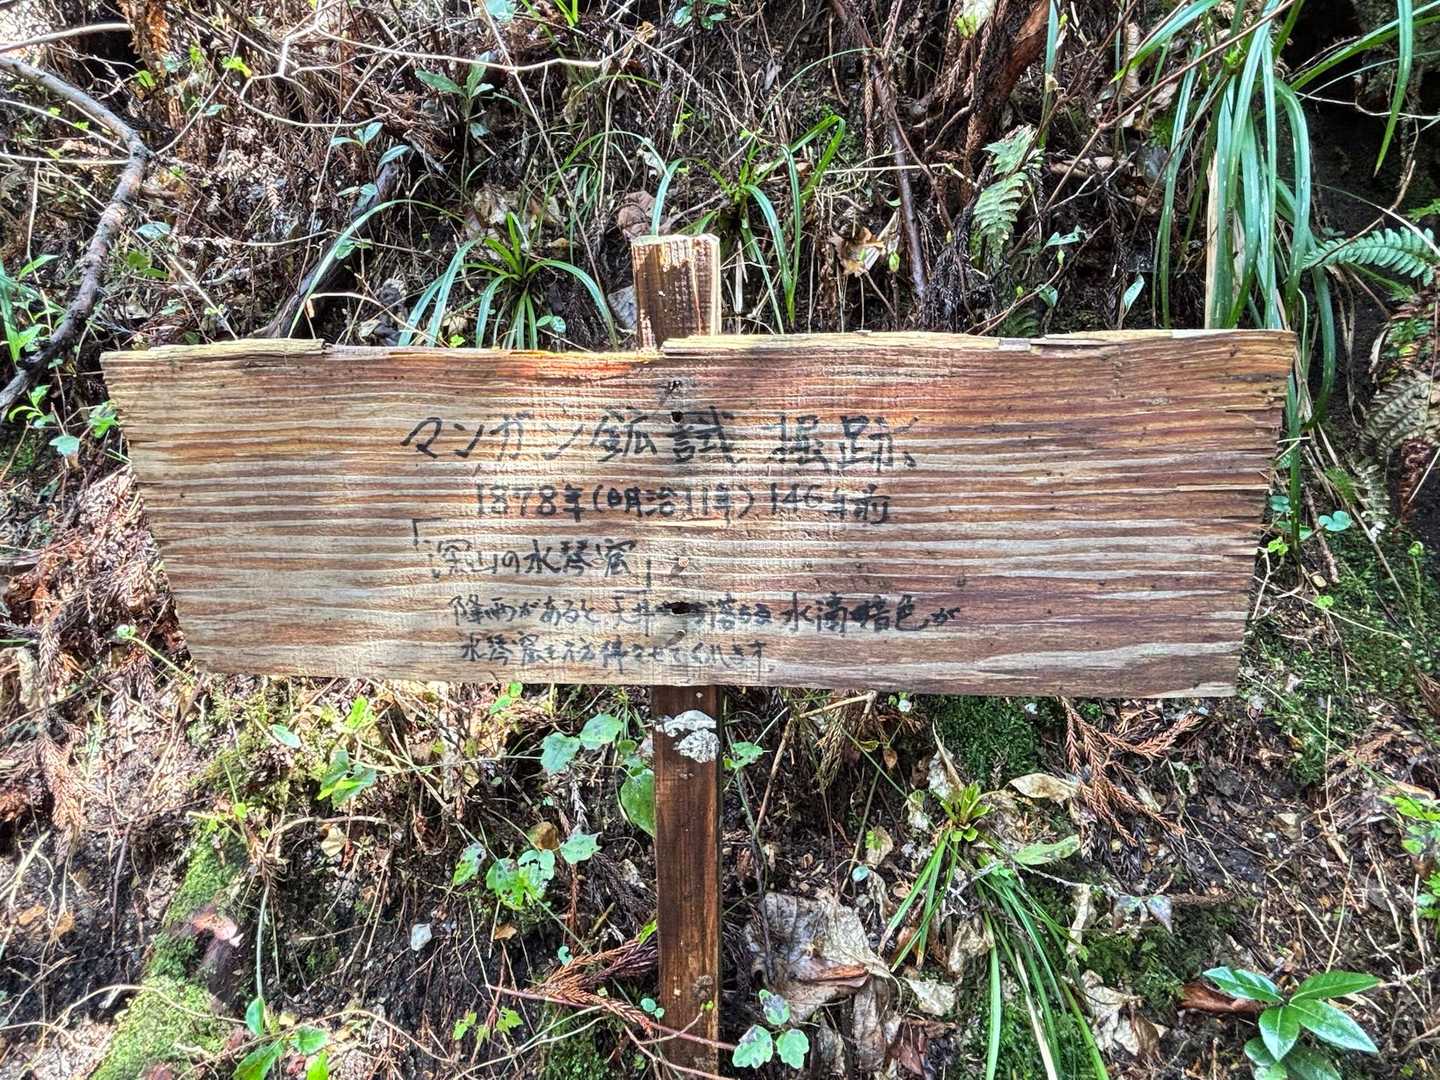 マンガン鉱試掘跡
1878年(明治11年) 146年前
「深山の水琴窟」
降雨があると天井から落ちる水滴音色が
水琴窟を彷彿させてくれます。